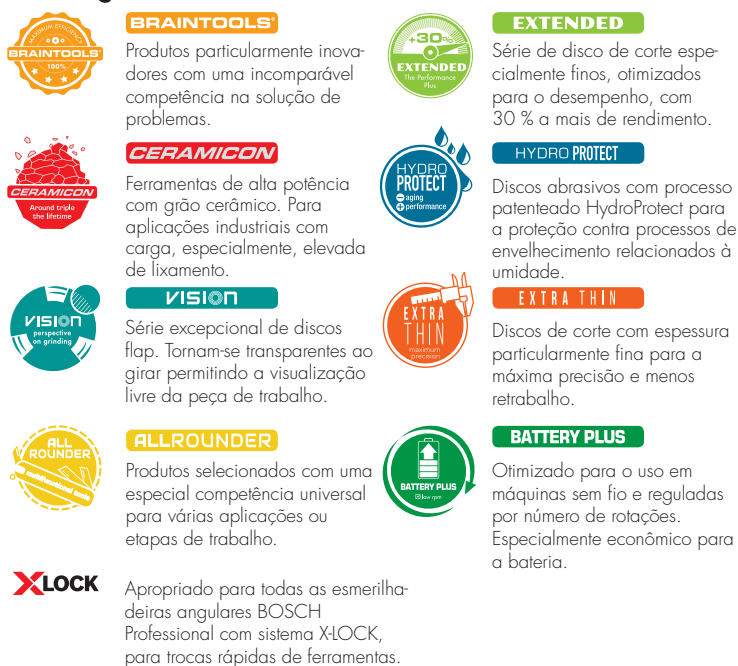 MAXIMUM EFFICIENCY
BRAINTOOLS®
100%
BRAINTOOLS®
Produtos particularmente inova-
dores com uma incomparável
competência na solução de
problemas.
CERAMICON
Around triple
the lifetime
CERAMICON
Ferramentas de alta potência
com grão cerâmico. Para
aplicações industriais com
carga, especialmente, elevada
de lixamento.
VISION
perspective
on grinding
VISION
Série excepcional de discos
flap. Tornam-se transparentes ao
girar permitindo a visualização
livre da peça de trabalho.
ALL
ROUNDER
multifunctional tools
ALLROUNDER
Produtos selecionados com uma
especial competência universal
para várias aplicações ou
etapas de trabalho.
X LOCK
Apropriado para todas as esmerilha-
deiras angulares BOSCH
Professional com sistema X-LOCK,
para trocas rápidas de ferramentas.
+30%
EXTENDED
The Performance
Plus
EXTENDED
Série de disco de corte espe-
cialmente finos, otimizados
para o desempenho, com
30 % a mais de rendimento.
HYDRO
PROTECT
aging
performance
HYDRO PROTECT
Discos abrasivos com processo
patenteado HydroProtect para
a proteção contra processos de
envelhecimento relacionados à
umidade.
EXTRA
THIN
maximum
precision
EXTRA THIN
Discos de corte com espessura
particularmente fina para a
máxima precisão e menos
retrabalho.
BATTERY PLUS
low rpm
BATTERY PLUS
Otimizado para o uso em
máquinas sem fio e reguladas
por número de rotações.
Especialmente econômico para
a bateria.